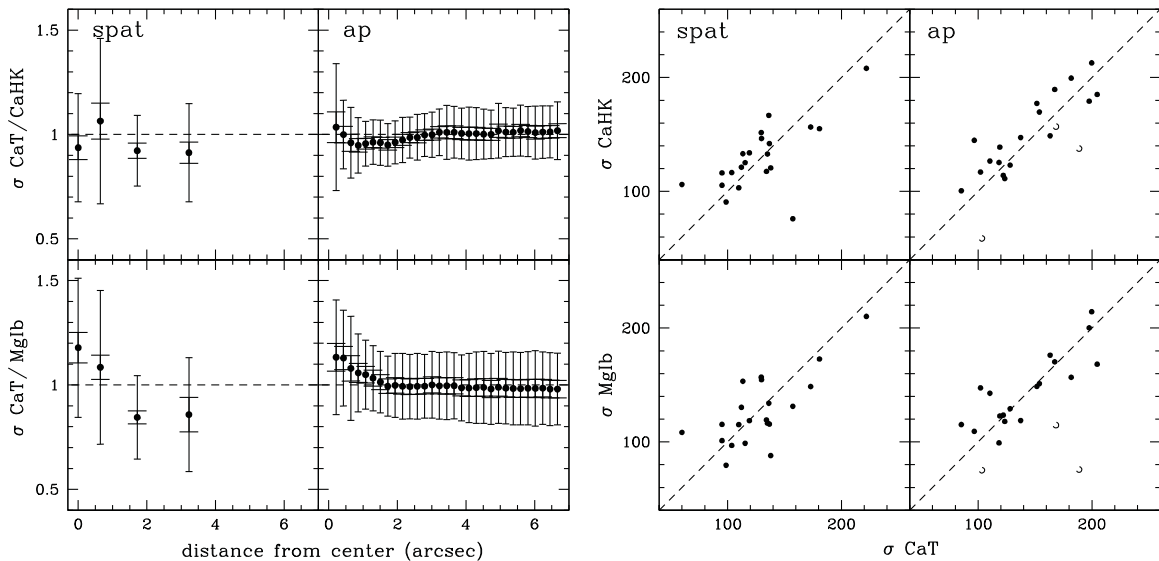 spat
ap
1.5
1
0.5
σ CaT/CaHK
1.5
1
0.5
σ CaT/MgIb
0 2 4 6 0 2 4 6
distance from center (arcsec)
spat
ap
200
100
σ CaHK
200
100
σ MgIb
100 200 100 200
σ CaT